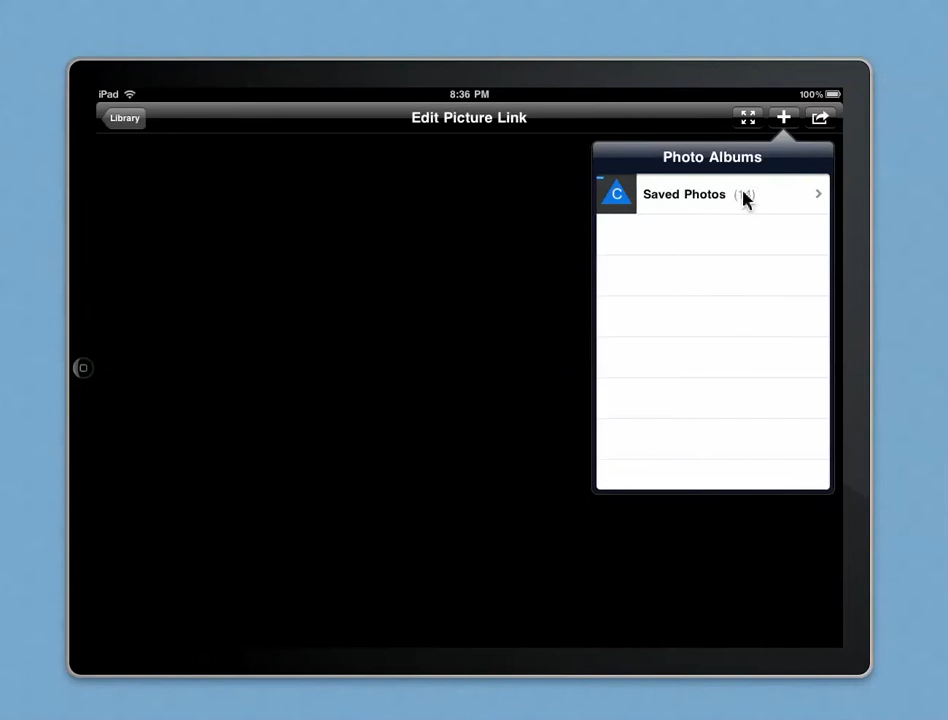 iPad
8:36 PM
100%
Library
Edit Picture Link
Photo Albums
C
Saved Photos